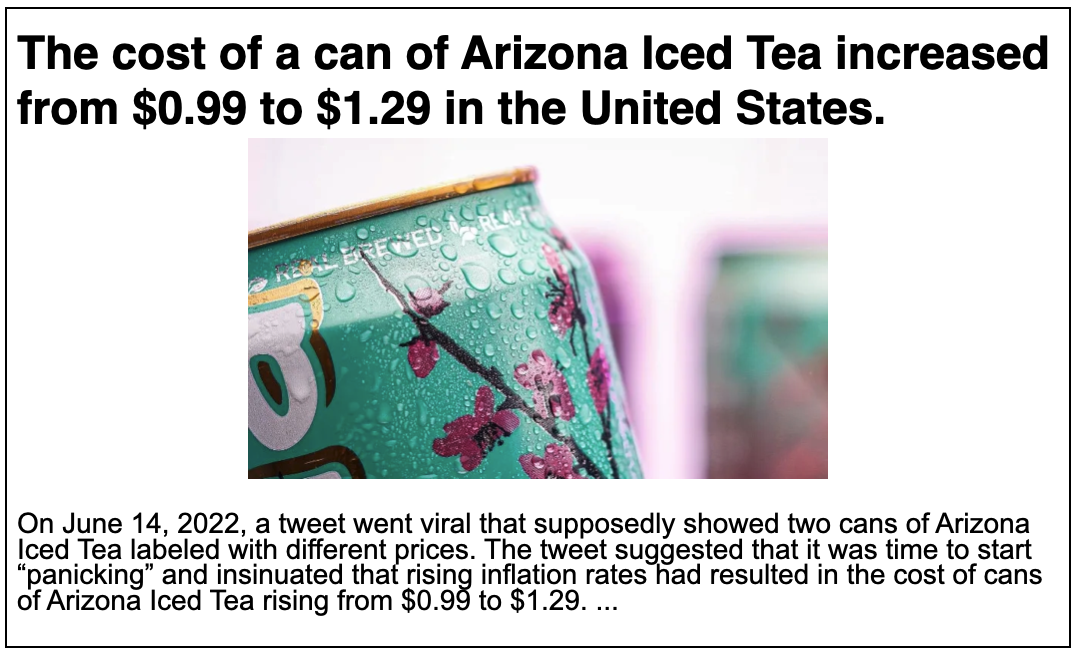 The cost of a can of Arizona Iced Tea increased
from $0.99 to $1.29 in the United States.
REAL BREWED REAL
On June 14, 2022, a tweet went viral that supposedly showed two cans of Arizona
Iced Tea labeled with different prices. The tweet suggested that it was time to start
“panicking” and insinuated that rising inflation rates had resulted in the cost of cans
of Arizona Iced Tea rising from $0.99 to $1.29. ...